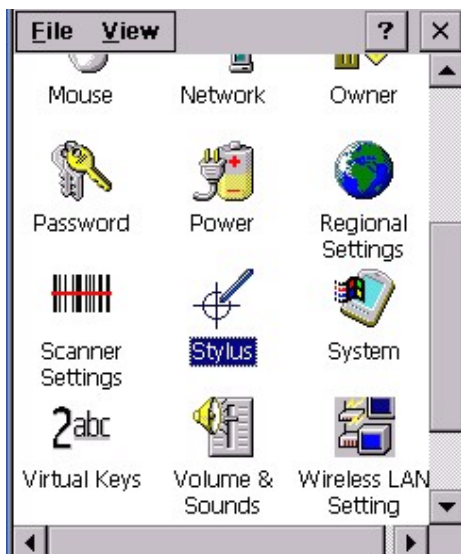 File View ? ×
Mouse Network Owner
Password Power Regional
Settings
Scanner Stylus System
Settings
2abc
Virtual Keys Volume & Wireless LAN
Sounds Setting